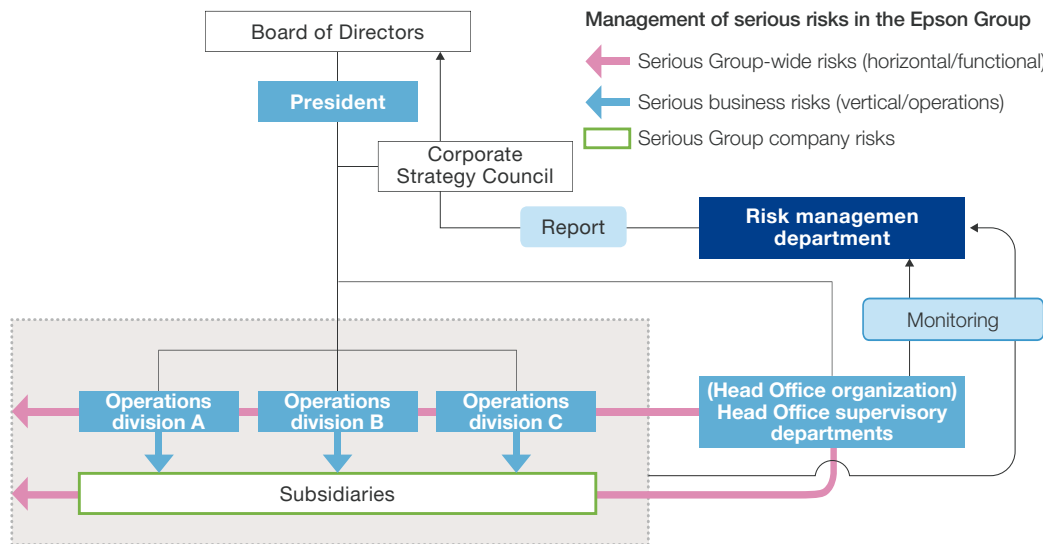 Management of serious risks in the Epson Group
Serious Group-wide risks (horizontal/functional)
Serious business risks (vertical/operations)
Serious Group company risks
Board of Directors
President
Corporate
Strategy Council
Report
Risk managemen
department
Monitoring
Operations
division A
Operations
division B
Operations
division C
(Head Office organization)
Head Office supervisory
departments
Subsidiaries